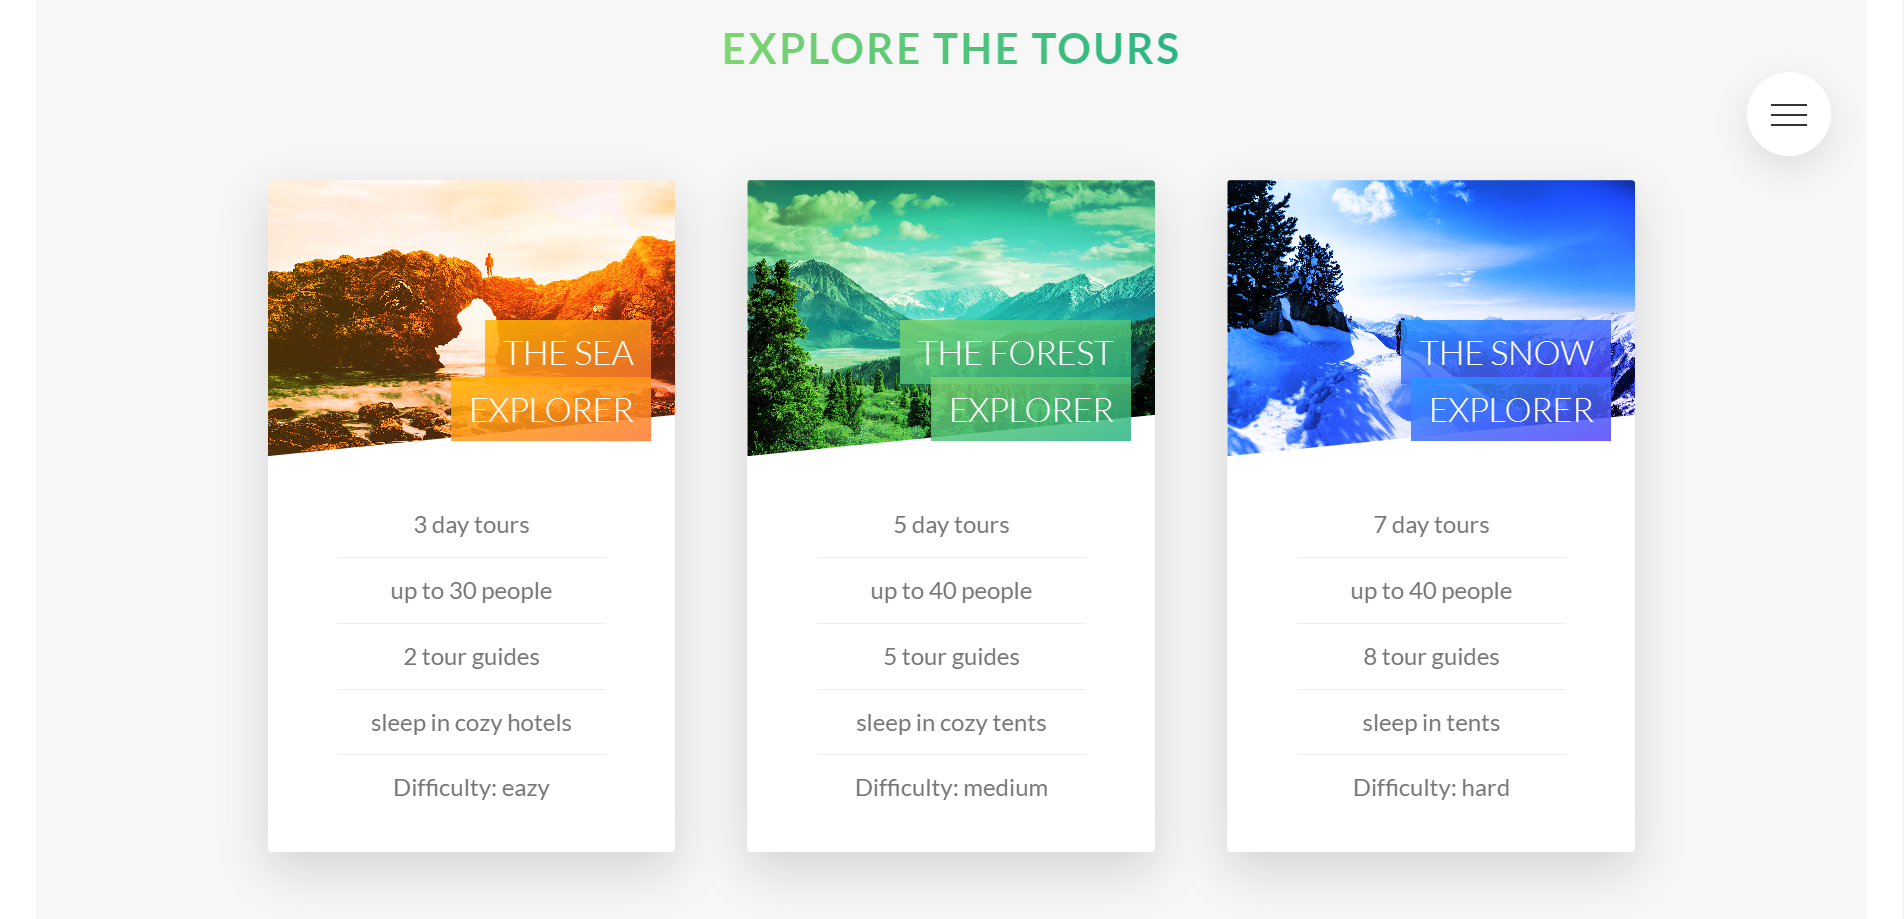 EXPLORE THE TOURS
THE SEA
EXPLORER
3 day tours
up to 30 people
2 tour guides
sleep in cozy hotels
Difficulty: eazy
THE FOREST
EXPLORER
5 day tours
up to 40 people
5 tour guides
sleep in cozy tents
Difficulty: medium
THE SNOW
EXPLORER
7 day tours
up to 40 people
8 tour guides
sleep in tents
Difficulty: hard